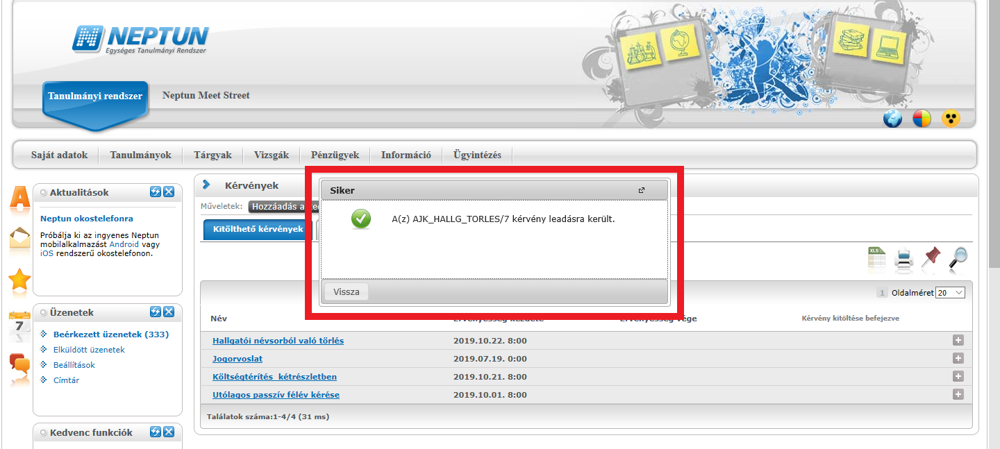 NEPTUN
Egységes Tanulmányi Rendszer
Tanulmányi rendszer
Neptun Meet Street
Saját adatok
Tanulmányok
Tárgyak
Vizsgák
Pénzügyek
Információ
Ügyintézés
Aktualitások
Neptun okostelefonra
Próbálja ki az ingyenes Neptun
mobilalkalmazást Android vagy
iOS rendszerű okostelefonon.
7
Üzenetek
Beérkezett üzenetek (333)
Elküldött üzenetek
Beállítások
Címtár
Kedvenc funkciók
Kérvények
Műveletek: Hozzáadás a
Kitölthető kérvények
Siker
A(z) AJK_HALLG_TORLES/7 kérvény leadásra került.
Vissza
XLS
1 Oldalméret 20
Név Érvényesség kezdete Érvényesség vége Kérvény kitöltése befejezve
Hallgatói névsorból való törlés 2019.10.22. 8:00
Jogorvoslat 2019.07.19. 0:00
Költségtérítés kétrészletben 2019.10.21. 8:00
Utólagos passzív félév kérése 2019.10.01. 8:00
Találatok száma:1-4/4 (31 ms)